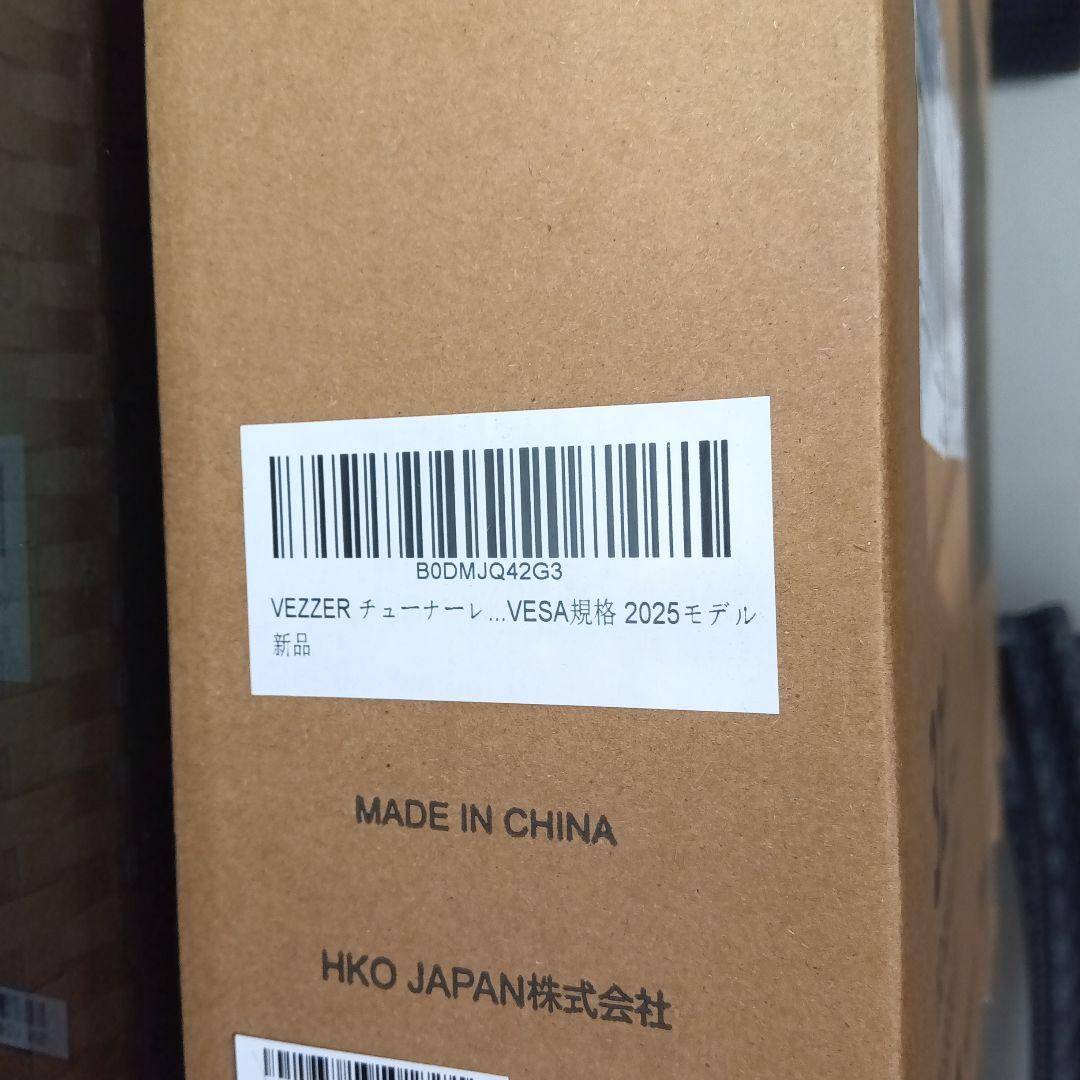 B0DMJQ42G3
VEZZER チューナーレ...VESA規格 2025モデル
新品
MADE IN CHINA
HKO JAPAN株式会社